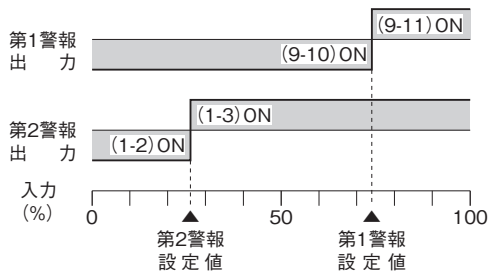 (9-11)ON
第1警報
出　力
(9-10)ON
(1-3)ON
第2警報
出　力
(1-2)ON
入力
(%)
0 50 100
第2警報 第1警報
設定値 設定値